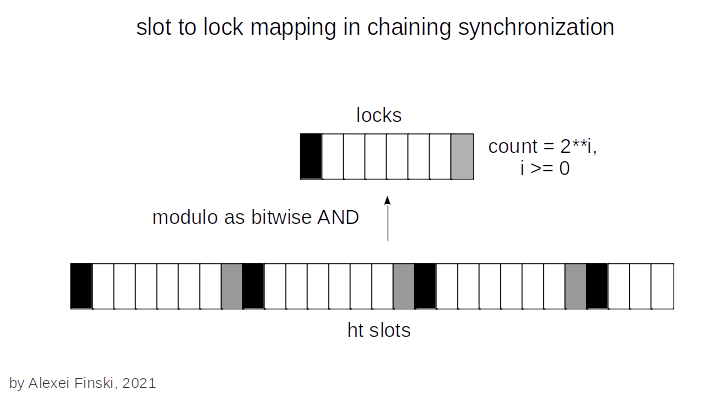 slot to lock mapping in chaining synchronization
locks
count = 2**i,
i >= 0
modulo as bitwise AND
ht slots
by Alexei Finski, 2021